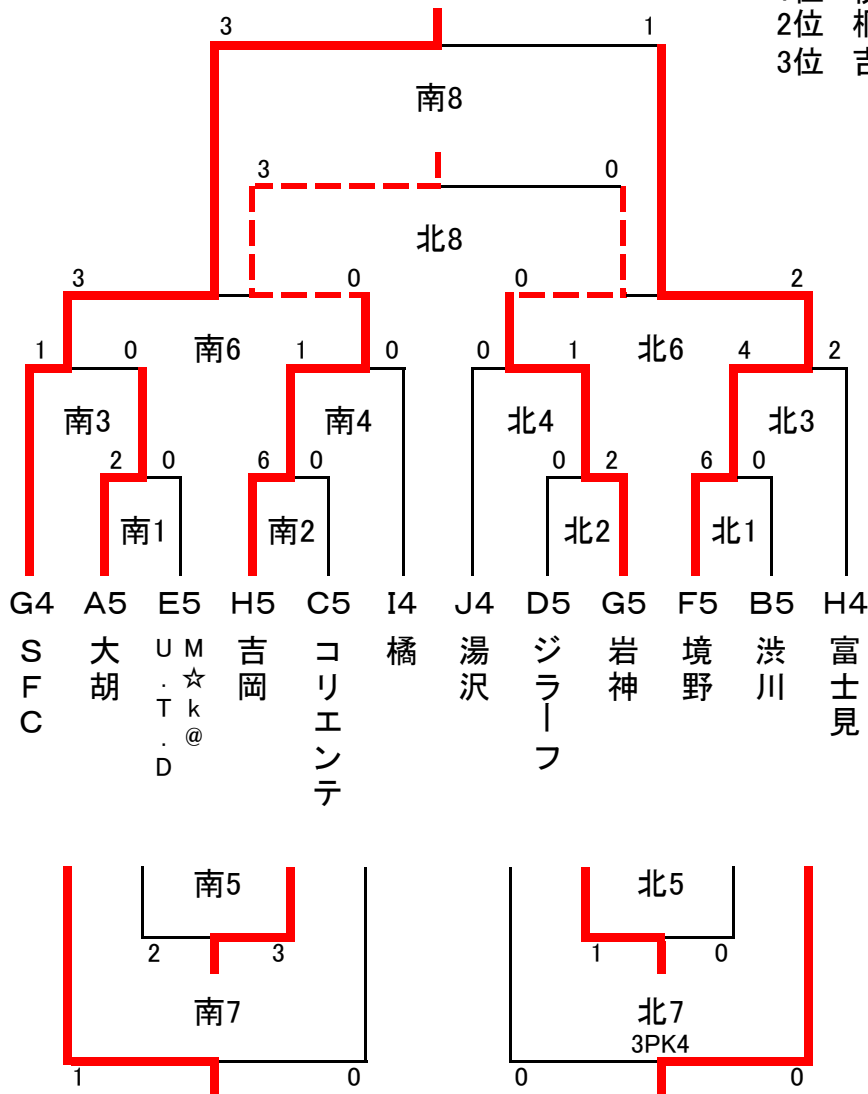 3 1
2位
3位 吉
南8
3 0
北8
3 0 0 2
南6 北6
1 0 1 0 0 1 4 2
南3 南4 北4 北3
2 0 6 0 0 2 6 0
南1 南2 北2 北1
G4 A5 E5 H5 C5 I4 J4 D5 G5 F5 B5 H4
SFC
大胡
M☆k@
U.T.D
吉岡
コリエンテ
橘
湯沢
ジラーフ
岩神
境野
渋川
富士見
南5 北5
2 3 1 0
南7 北7
3PK4
1 0 0 0